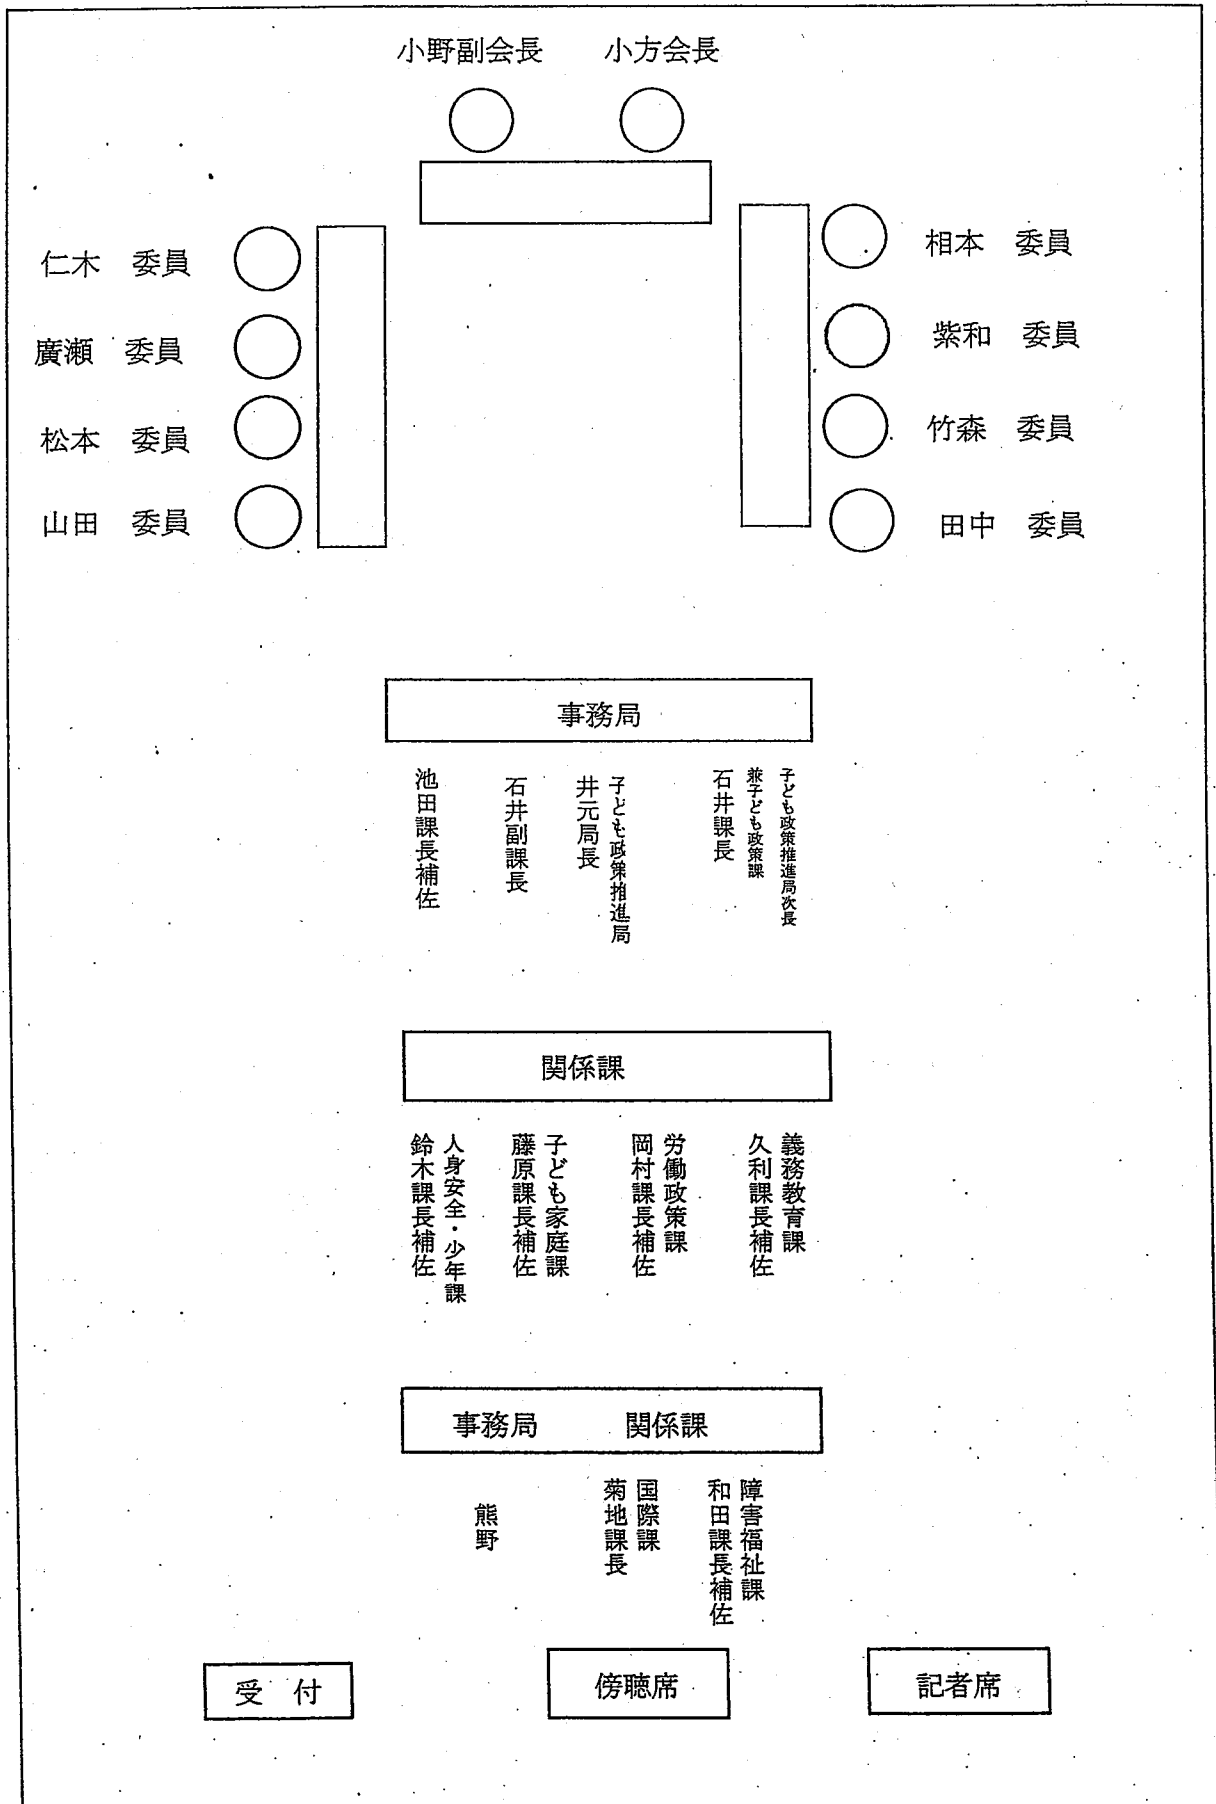 小野副会長　小方会長
仁木　委員
廣瀬　委員
松本　委員
山田　委員
相本　委員
紫和　委員
竹森　委員
田中　委員
事務局
子ども政策推進局次長
兼子ども政策課
石井課長
子ども政策推進局
井元局長
石井副課長
池田課長補佐
関係課
義務教育課
久利課長補佐
労働政策課
岡村課長補佐
子ども家庭課
藤原課長補佐
人身安全・少年課
鈴木課長補佐
事務局　関係課
障害福祉課
和田課長補佐
国際課
菊地課長
熊野
受　付
傍聴席
記者席